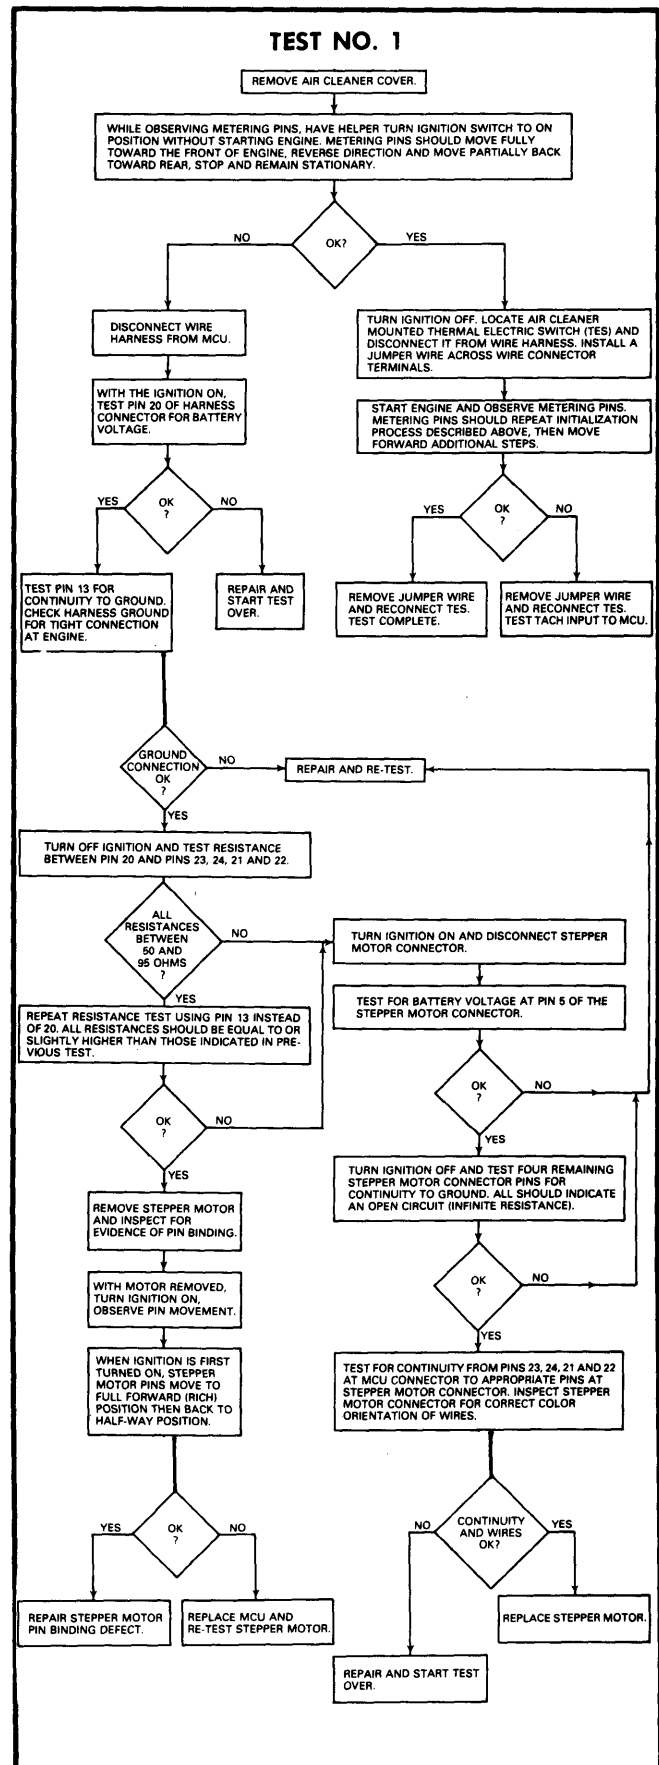 TEST NO. 1
REMOVE AIR CLEANER COVER.
WHILE OBSERVING METERING PINS, HAVE HELPER TURN IGNITION SWITCH TO ON
POSITION WITHOUT STARTING ENGINE. METERING PINS SHOULD MOVE FULLY
TOWARD THE FRONT OF ENGINE, REVERSE DIRECTION AND MOVE PARTIALLY BACK
TOWARD REAR, STOP AND REMAIN STATIONARY.
OK?
NO
YES
DISCONNECT WIRE
HARNESS FROM MCU.
WITH THE IGNITION ON,
TEST PIN 20 OF HARNESS
CONNECTOR FOR BATTERY
VOLTAGE.
OK
?
YES
NO
TEST PIN 13 FOR
CONTINUITY TO GROUND.
CHECK HARNESS GROUND
FOR TIGHT CONNECTION
AT ENGINE.
REPAIR AND
START TEST
OVER.
TURN IGNITION OFF. LOCATE AIR CLEANER
MOUNTED THERMAL ELECTRIC SWITCH (TES) AND
DISCONNECT IT FROM WIRE HARNESS. INSTALL A
JUMPER WIRE ACROSS WIRE CONNECTOR
TERMINALS.
START ENGINE AND OBSERVE METERING PINS.
METERING PINS SHOULD REPEAT INITIALIZATION
PROCESS DESCRIBED ABOVE, THEN MOVE
FORWARD ADDITIONAL STEPS.
OK
?
YES
NO
REMOVE JUMPER WIRE
AND RECONNECT TES.
TEST COMPLETE.
REMOVE JUMPER WIRE
AND RECONNECT TES.
TEST TACH INPUT TO MCU.
GROUND
CONNECTION
OK
?
NO
REPAIR AND RE-TEST.
YES
TURN OFF IGNITION AND TEST RESISTANCE
BETWEEN PIN 20 AND PINS 23, 24, 21 AND 22.
ALL
RESISTANCES
BETWEEN
50 AND
95 OHMS
?
NO
YES
REPEAT RESISTANCE TEST USING PIN 13 INSTEAD
OF 20. ALL RESISTANCES SHOULD BE EQUAL TO OR
SLIGHTLY HIGHER THAN THOSE INDICATED IN PRE-
VIOUS TEST.
OK
?
NO
YES
REMOVE STEPPER MOTOR
AND INSPECT FOR
EVIDENCE OF PIN BINDING.
WITH MOTOR REMOVED,
TURN IGNITION ON,
OBSERVE PIN MOVEMENT.
WHEN IGNITION IS FIRST
TURNED ON, STEPPER
MOTOR PINS MOVE TO
FULL FORWARD (RICH)
POSITION THEN BACK TO
HALF-WAY POSITION.
OK
?
YES
NO
REPAIR STEPPER MOTOR
PIN BINDING DEFECT.
REPLACE MCU AND
RE-TEST STEPPER MOTOR.
TURN IGNITION ON AND DISCONNECT STEPPER
MOTOR CONNECTOR.
TEST FOR BATTERY VOLTAGE AT PIN 5 OF THE
STEPPER MOTOR CONNECTOR.
OK
?
NO
YES
TURN IGNITION OFF AND TEST FOUR REMAINING
STEPPER MOTOR CONNECTOR PINS FOR
CONTINUITY TO GROUND. ALL SHOULD INDICATE
AN OPEN CIRCUIT (INFINITE RESISTANCE).
OK
?
NO
YES
TEST FOR CONTINUITY FROM PINS 23, 24, 21 AND 22
AT MCU CONNECTOR TO APPROPRIATE PINS AT
STEPPER MOTOR CONNECTOR. INSPECT STEPPER
MOTOR CONNECTOR FOR CORRECT COLOR
ORIENTATION OF WIRES.
CONTINUITY
AND WIRES
OK?
NO
YES
REPLACE STEPPER MOTOR.
REPAIR AND START TEST
OVER.